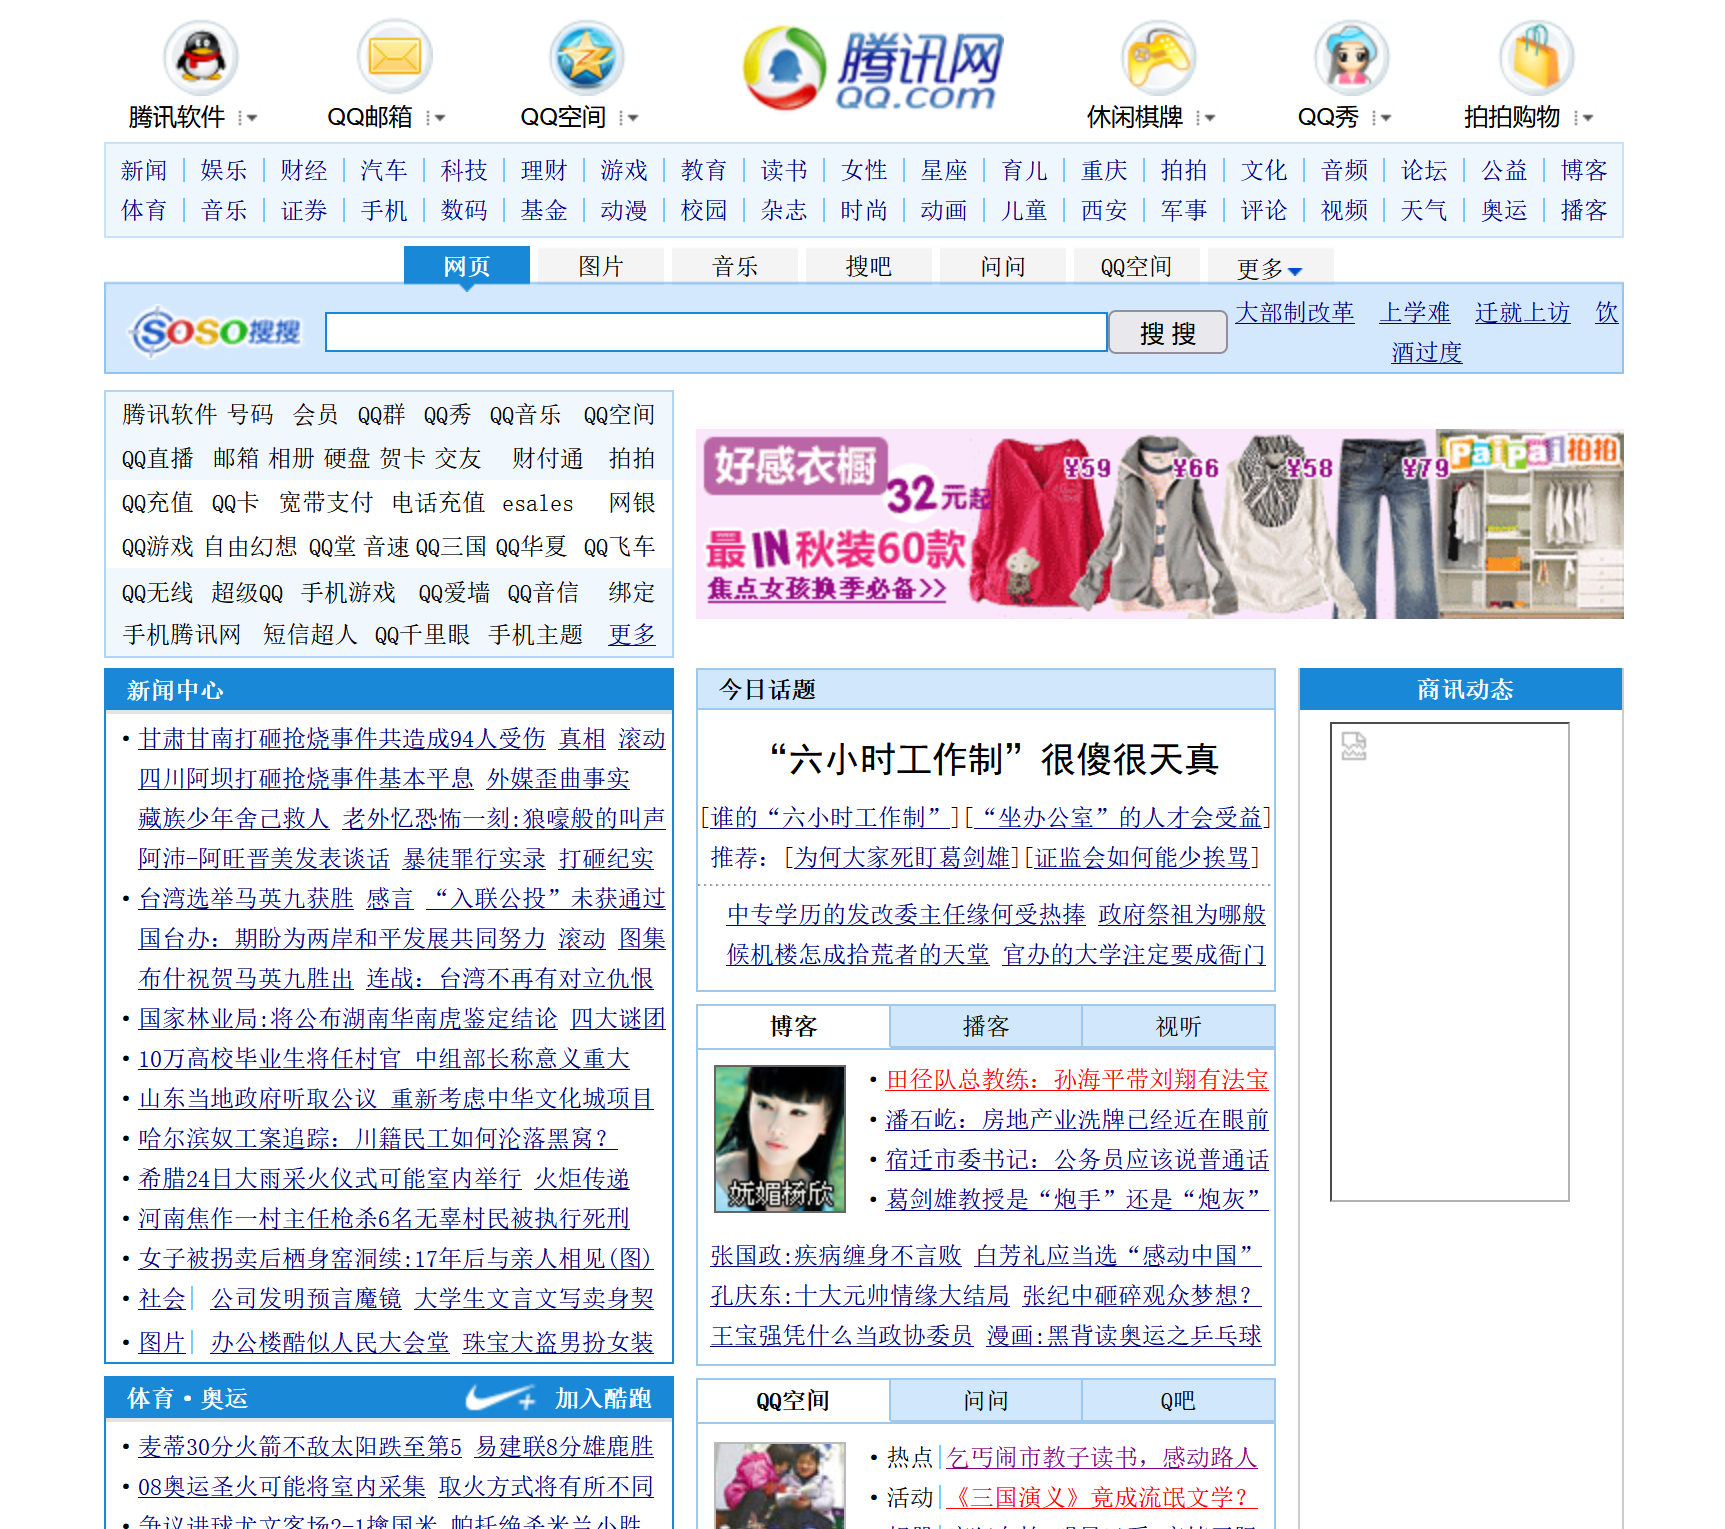 腾讯软件 QQ邮箱 QQ空间 腾讯网 QQ.com 休闲棋牌 QQ秀 拍拍购物
新闻 | 娱乐 | 财经 | 汽车 | 科技 | 理财 | 游戏 | 教育 | 读书 | 女性 | 星座 | 育儿 | 重庆 | 拍拍 | 文化 | 音频 | 论坛 | 公益 | 博客
体育 | 音乐 | 证券 | 手机 | 数码 | 基金 | 动漫 | 校园 | 杂志 | 时尚 | 动画 | 儿童 | 西安 | 军事 | 评论 | 视频 | 天气 | 奥运 | 播客
网页 图片 音乐 搜吧 问问 QQ空间 更多
SOSO搜搜 搜 搜 大部制改革 上学难 迁就上访 饮
酒过度
腾讯软件 号码 会员 QQ群 QQ秀 QQ音乐 QQ空间
QQ直播 邮箱 相册 硬盘 贺卡 交友 财付通 拍拍
QQ充值 QQ卡 宽带支付 电话充值 esales 网银
QQ游戏 自由幻想 QQ堂 音速 QQ三国 QQ华夏 QQ飞车
QQ无线 超级QQ 手机游戏 QQ爱墙 QQ音信 绑定
手机腾讯网 短信超人 QQ千里眼 手机主题 更多
好感衣橱 32元起
最IN秋装60款
焦点女孩换季必备>>
¥59 ¥66 ¥58 ¥79 PaiPai拍拍
新闻中心
• 甘肃甘南打砸抢烧事件共造成94人受伤 真相 滚动
四川阿坝打砸抢烧事件基本平息 外媒歪曲事实
藏族少年舍己救人 老外忆恐怖一刻:狼嚎般的叫声
阿沛-阿旺晋美发表谈话 暴徒罪行实录 打砸纪实
• 台湾选举马英九获胜 感言 “入联公投”未获通过
国台办：期盼为两岸和平发展共同努力 滚动 图集
布什祝贺马英九胜出 连战：台湾不再有对立仇恨
• 国家林业局:将公布湖南华南虎鉴定结论 四大谜团
• 10万高校毕业生将任村官 中组部长称意义重大
• 山东当地政府听取公议 重新考虑中华文化城项目
• 哈尔滨奴工案追踪：川籍民工如何沦落黑窝？
• 希腊24日大雨采火仪式可能室内举行 火炬传递
• 河南焦作一村主任枪杀6名无辜村民被执行死刑
• 女子被拐卖后栖身窑洞续:17年后与亲人相见(图)
• 社会| 公司发明预言魔镜 大学生文言文写卖身契
• 图片| 办公楼酷似人民大会堂 珠宝大盗男扮女装
体育·奥运 加入酷跑
• 麦蒂30分火箭不敌太阳跌至第5 易建联8分雄鹿胜
• 08奥运圣火可能将室内采集 取火方式将有所不同
• 争议进球尤文客场2-1擒国米 帕托绝杀米兰小胜
今日话题
“六小时工作制”很傻很天真
[谁的“六小时工作制”][“坐办公室”的人才会受益]
推荐：[为何大家死盯葛剑雄][证监会如何能少挨骂]
中专学历的发改委主任缘何受热捧 政府祭祖为哪般
候机楼怎成拾荒者的天堂 官办的大学注定要成衙门
博客 播客 视听
妩媚杨欣
• 田径队总教练：孙海平带刘翔有法宝
• 潘石屹：房地产业洗牌已经近在眼前
• 宿迁市委书记：公务员应该说普通话
• 葛剑雄教授是“炮手”还是“炮灰”
张国政:疾病缠身不言败 白芳礼应当选“感动中国”
孔庆东:十大元帅情缘大结局 张纪中砸碎观众梦想？
王宝强凭什么当政协委员 漫画:黑背读奥运之乒乓球
QQ空间 问问 Q吧
• 热点|乞丐闹市教子读书，感动路人
• 活动|《三国演义》竟成流氓文学？
商讯动态